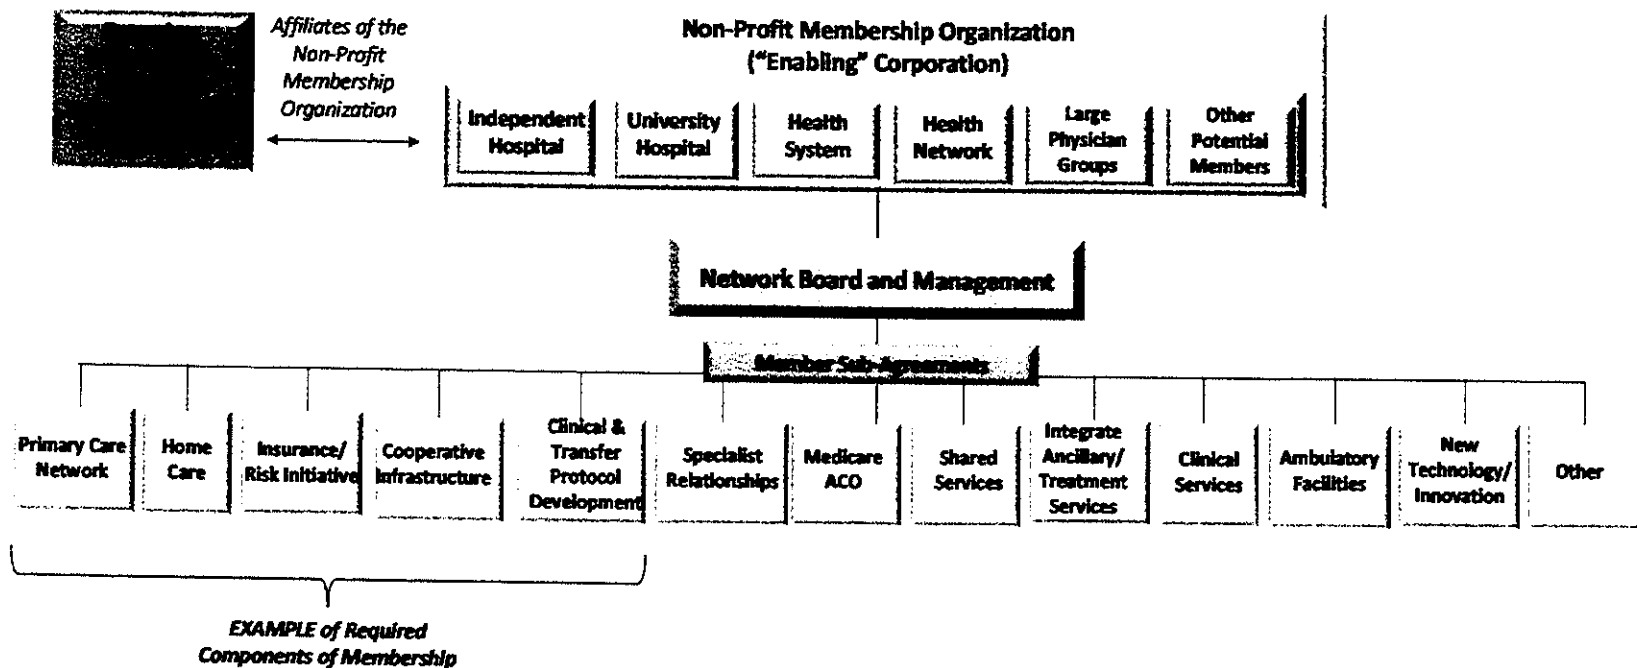 Affiliates of the
Non-Profit
Membership
Organization
Non-Profit Membership Organization
("Enabling" Corporation)
Independent
Hospital
University
Hospital
Health
System
Health
Network
Large
Physician
Groups
Other
Potential
Members
Network Board and Management
Member Sub-Agreements
Primary Care
Network
Home
Care
Insurance/
Risk Initiative
Cooperative
Infrastructure
Clinical &
Transfer
Protocol
Development
Specialist
Relationships
Medicare
ACO
Shared
Services
Integrate
Ancillary/
Treatment
Services
Clinical
Services
Ambulatory
Facilities
New
Technology/
Innovation
Other
EXAMPLE of Required
Components of Membership